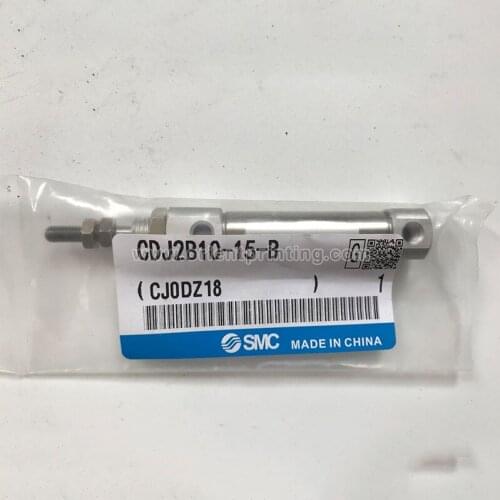 CDJ2B10-15-B
G
(CJ0DZ18 ) 1
SMC MADE IN CHINA